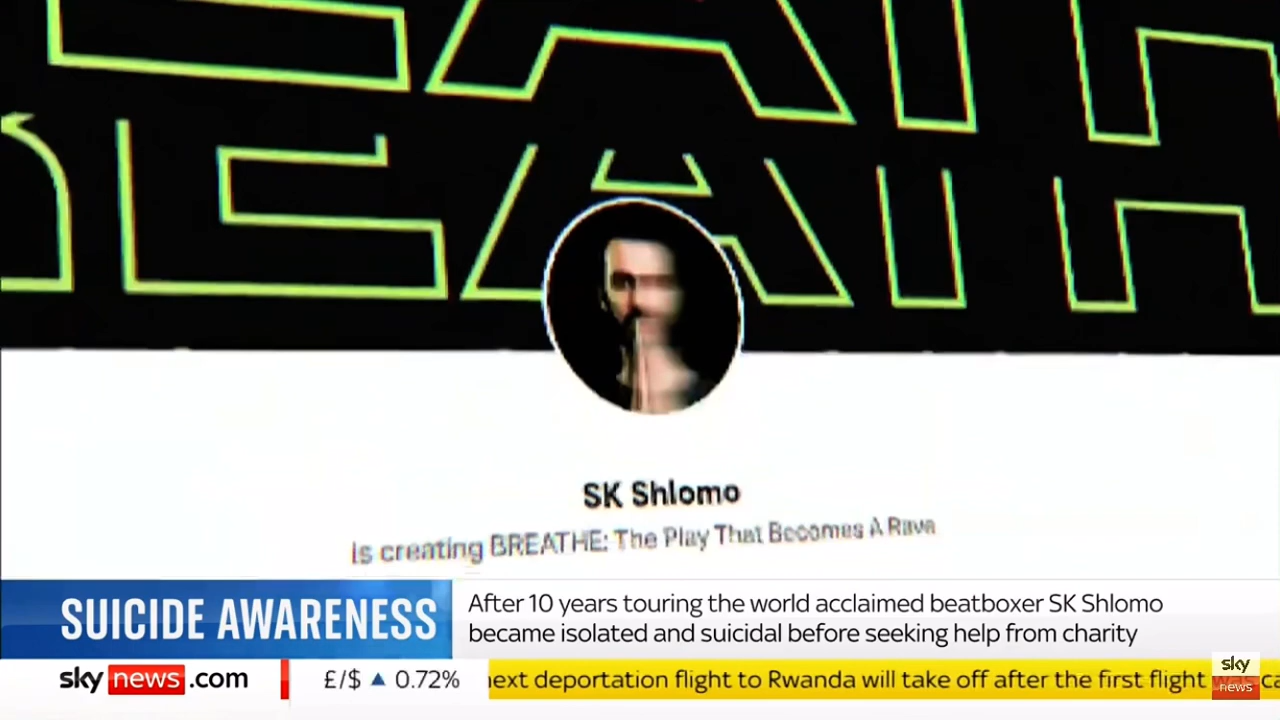 EATH
EATH
SK Shlomo
is creating BREATHE: The Play That Becomes A Rave
SUICIDE AWARENESS
After 10 years touring the world acclaimed beatboxer SK Shlomo
became isolated and suicidal before seeking help from charity
sky news .com
£/$ ▲ 0.72%
next deportation flight to Rwanda will take off after the first flight
sky
news